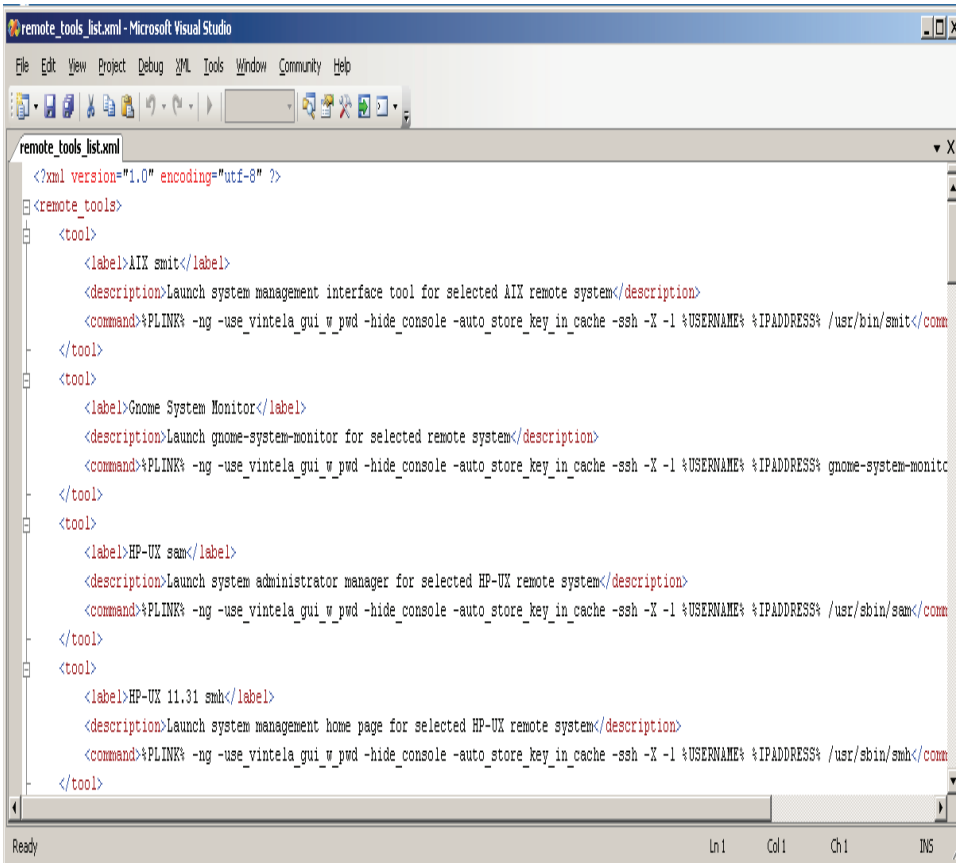 remote_tools_list.xml - Microsoft Visual Studio
File Edit View Project Debug XML Tools Window Community Help
remote_tools_list.xml
<?xml version="1.0" encoding="utf-8" ?>
<remote_tools>
<tool>
<label>AIX smit</label>
<description>Launch system management interface tool for selected AIX remote system</description>
<command>%PLINK% -ng -use_vintela_gui_w_pwd -hide_console -auto_store_key_in_cache -ssh -X -l %USERNAME% %IPADDRESS% /usr/bin/smit</comm
</tool>
<tool>
<label>Gnome System Monitor</label>
<description>Launch gnome-system-monitor for selected remote system</description>
<command>%PLINK% -ng -use_vintela_gui_w_pwd -hide_console -auto_store_key_in_cache -ssh -X -l %USERNAME% %IPADDRESS% gnome-system-monito
</tool>
<tool>
<label>HP-UX sam</label>
<description>Launch system administrator manager for selected HP-UX remote system</description>
<command>%PLINK% -ng -use_vintela_gui_w_pwd -hide_console -auto_store_key_in_cache -ssh -X -l %USERNAME% %IPADDRESS% /usr/sbin/sam</comm
</tool>
<tool>
<label>HP-UX 11.31 smh</label>
<description>Launch system management home page for selected HP-UX remote system</description>
<command>%PLINK% -ng -use_vintela_gui_w_pwd -hide_console -auto_store_key_in_cache -ssh -X -l %USERNAME% %IPADDRESS% /usr/sbin/smh</comm
</tool>
Ready Ln 1 Col 1 Ch 1 INS